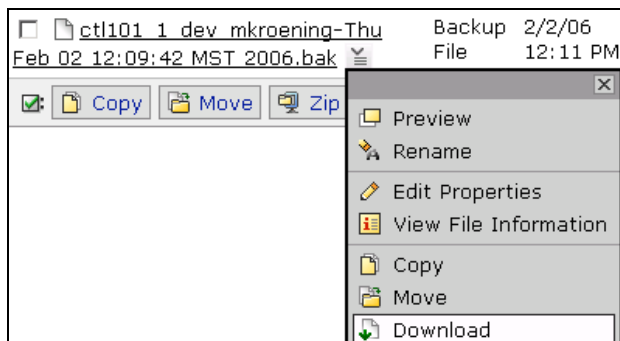 ctl101_1_dev_mkroening-Thu Backup 2/2/06
Feb 02 12:09:42 MST 2006.bak File 12:11 PM
: Copy Move Zip
Preview
Rename
Edit Properties
View File Information
Copy
Move
Download